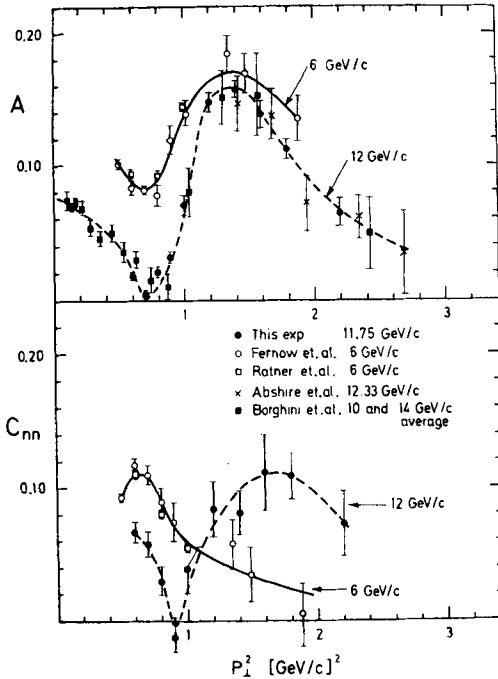 0.20
A
0.10
6 GeV/c
12 GeV/c
1 2 3
This exp 11.75 GeV/c
Fernow et.al. 6 GeV/c
Ratner et.al. 6 GeV/c
Abshire et.al. 12.33 GeV/c
Borghini et.al. 10 and 14 GeV/c
average
0.20
Cnn
0.10
12 GeV/c
6 GeV/c
1 2 3
P⊥² [GeV/c]²